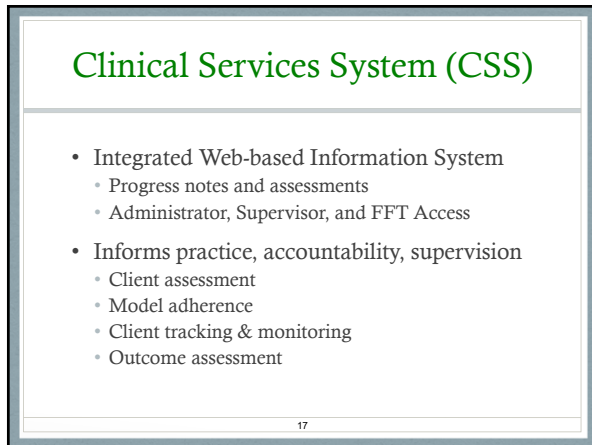 Clinical Services System (CSS)
• Integrated Web-based Information System
• Progress notes and assessments
• Administrator, Supervisor, and FFT Access
• Informs practice, accountability, supervision
• Client assessment
• Model adherence
• Client tracking & monitoring
• Outcome assessment
17